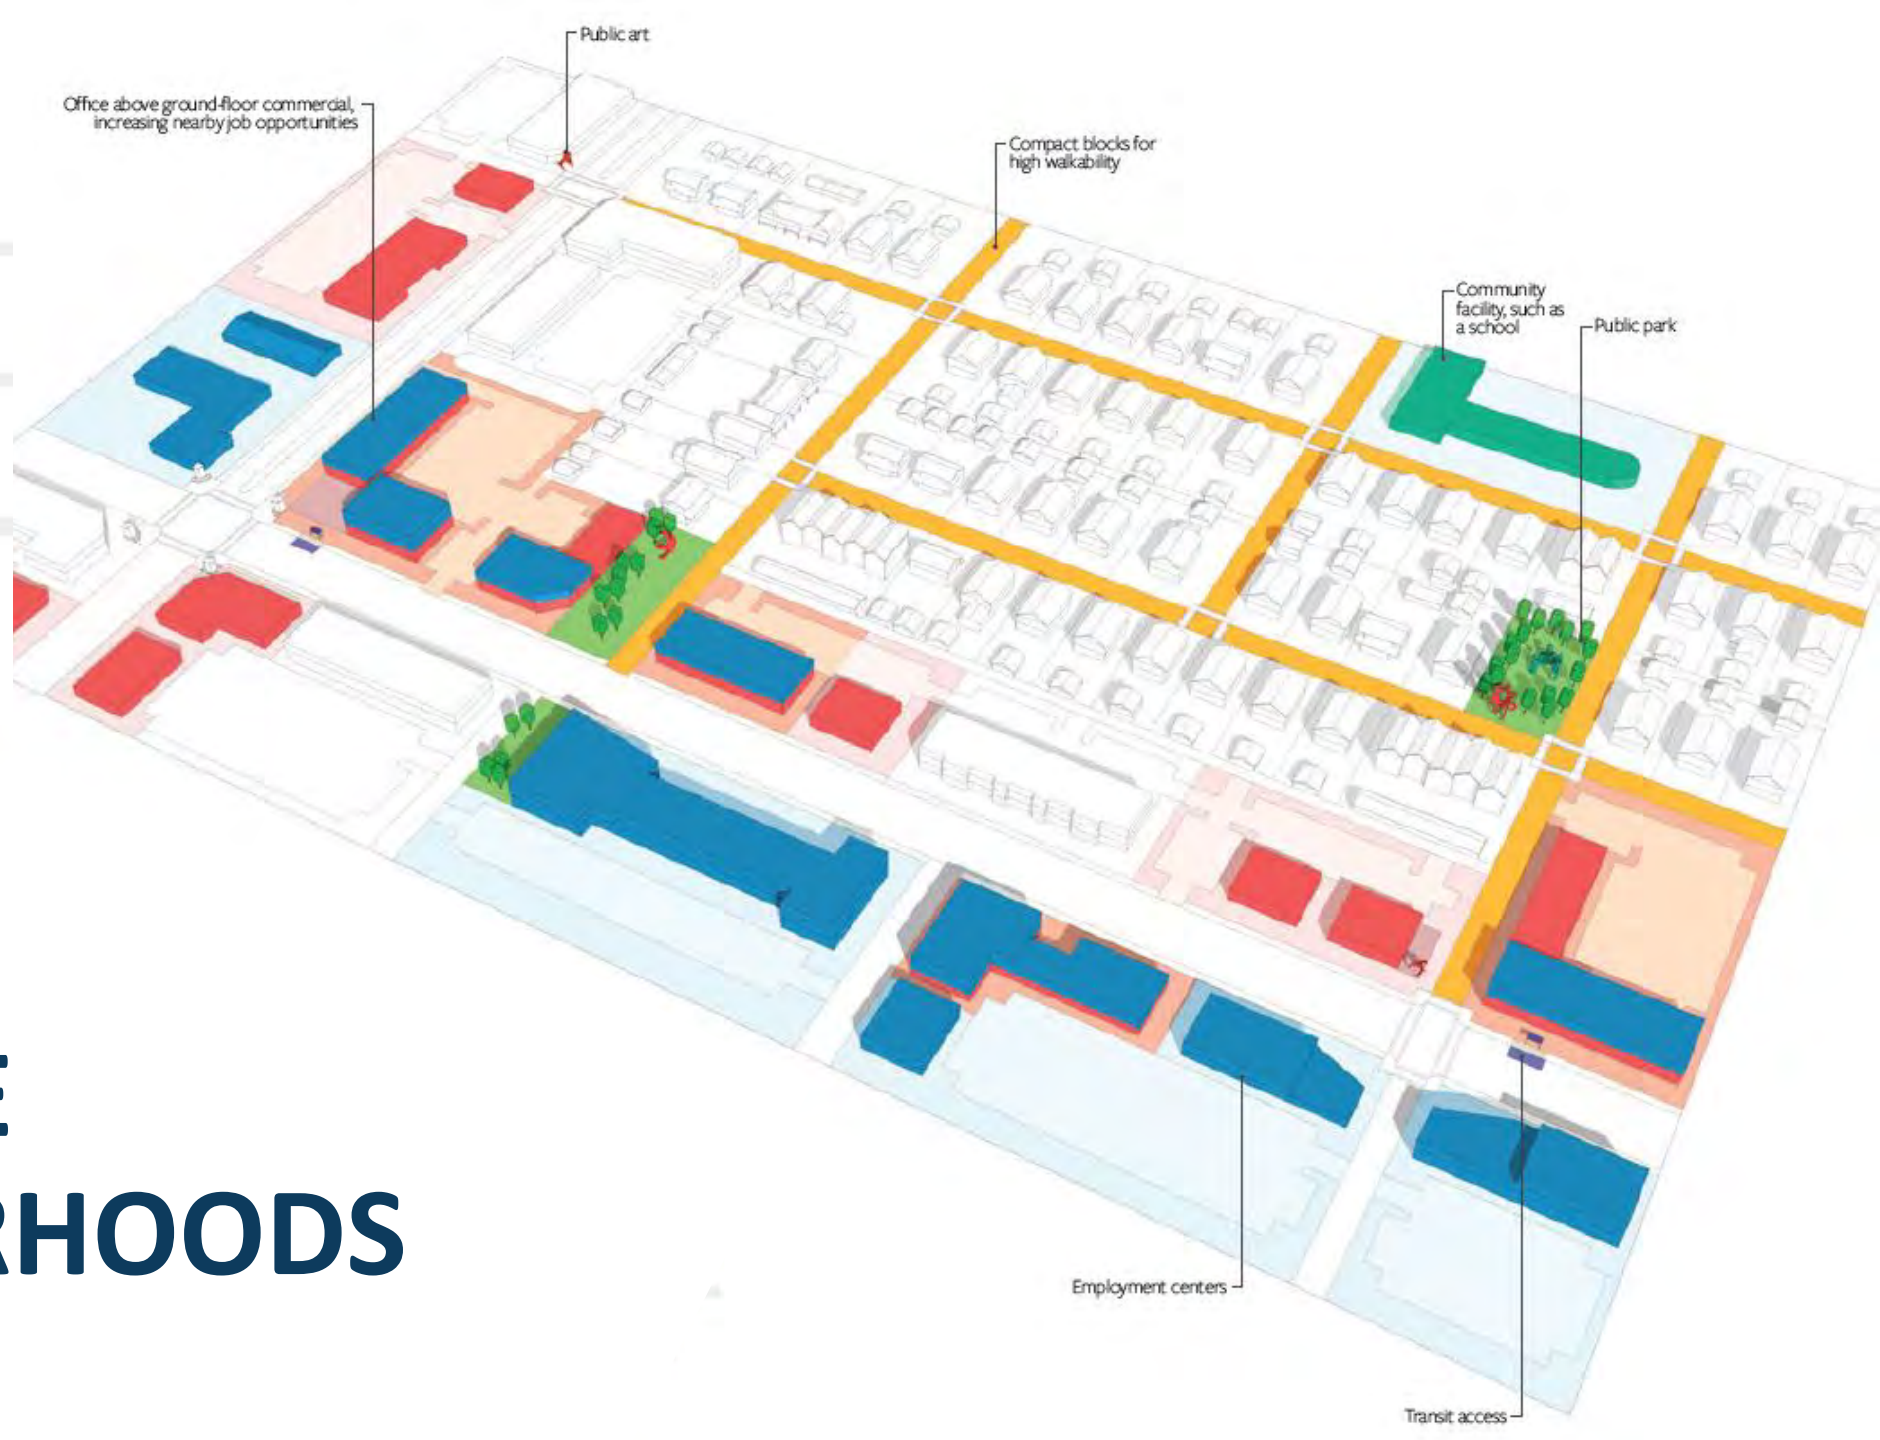 Public art
Office above ground-floor commercial,
increasing nearby job opportunities
Compact blocks for
high walkability
Community
facility, such as
a school
Public park
E
RHOODS
Employment centers
Transit access